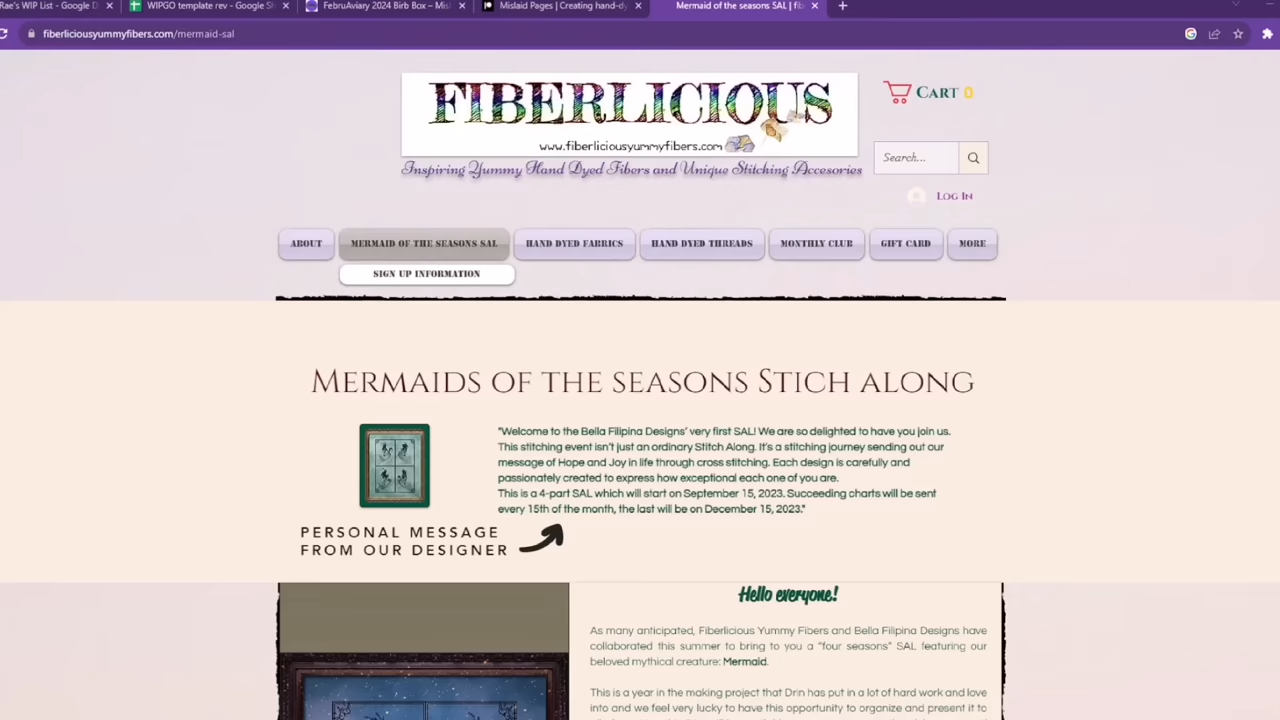 Rae's WIP List - Google D
WIPGO template rev - Google Sh
FebruAviary 2024 Birb Box – Misl
Mislaid Pages | Creating hand-dy
Mermaid of the seasons SAL | fib
fiberliciousyummyfibers.com/mermaid-sal
FIBERLICIOUS
www.fiberliciousyummyfibers.com
Inspiring Yummy Hand Dyed Fibers and Unique Stitching Accesories
Cart 0
Search...
Log In
ABOUT
MERMAID OF THE SEASONS SAL
HAND DYED FABRICS
HAND DYED THREADS
MONTHLY CLUB
GIFT CARD
MORE
SIGN UP INFORMATION
Mermaids of the seasons Stich along
"Welcome to the Bella Filipina Designs' very first SAL! We are so delighted to have you join us.
This stitching event isn't just an ordinary Stitch Along. It's a stitching journey sending out our
message of Hope and Joy in life through cross stitching. Each design is carefully and
passionately created to express how exceptional each one of you are.
This is a 4-part SAL which will start on September 15, 2023. Succeeding charts will be sent
every 15th of the month, the last will be on December 15, 2023."
PERSONAL MESSAGE
FROM OUR DESIGNER
Hello everyone!
As many anticipated, Fiberlicious Yummy Fibers and Bella Filipina Designs have
collaborated this summer to bring to you a "four seasons" SAL featuring our
beloved mythical creature: Mermaid.
This is a year in the making project that Drin has put in a lot of hard work and love
into and we feel very lucky to have this opportunity to organize and present it to